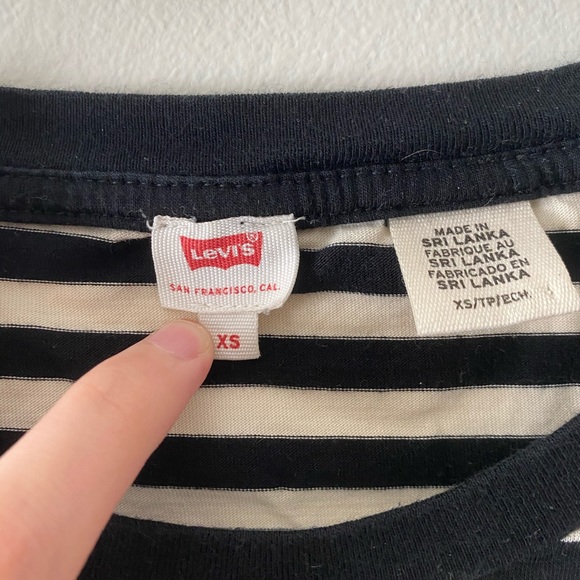 LEVI'S®
SAN FRANCISCO, CAL.
XS
MADE IN
SRI LANKA
FABRIQUE AU
SRI LANKA
FABRICADO EN
SRI LANKA
XS/TP/ECH